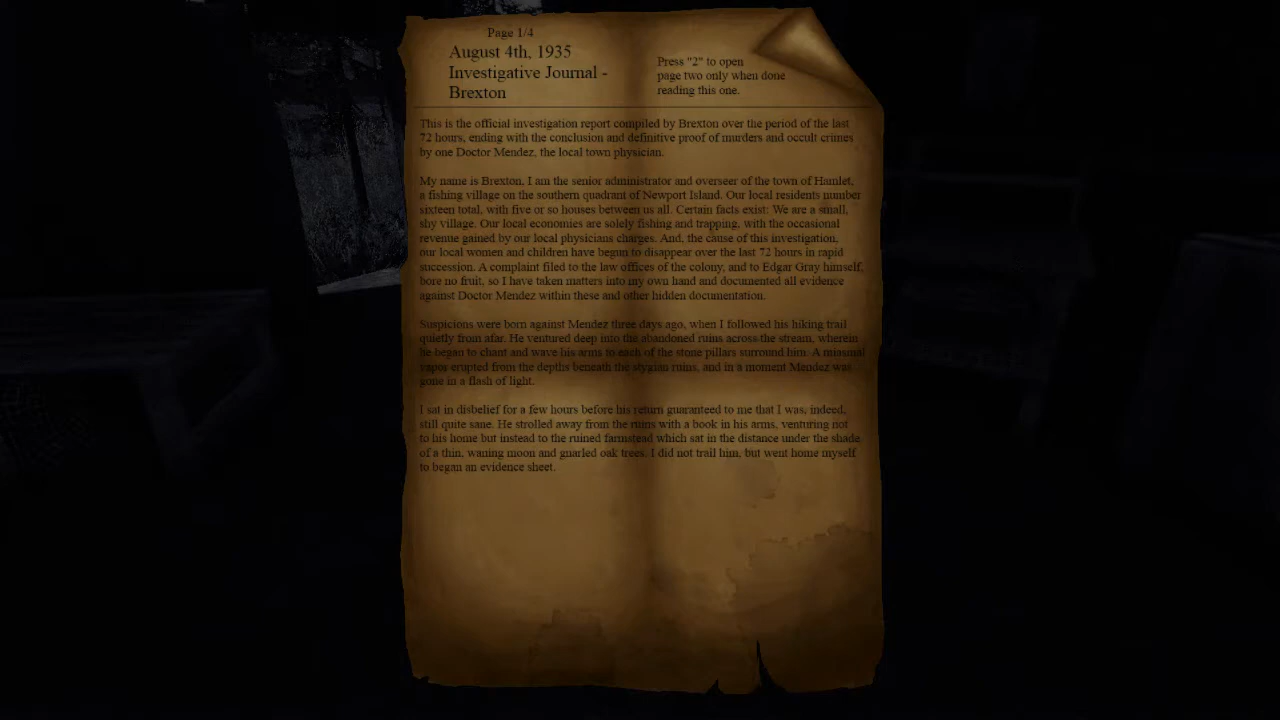 Page 1/4
August 4th, 1935
Investigative Journal -
Brexton
Press "2" to open
page two only when done
reading this one.
This is the official investigation report compiled by Brexton over the period of the last
72 hours, ending with the conclusion and definitive proof of murders and occult crimes
by one Doctor Mendez, the local town physician.
My name is Brexton, I am the senior administrator and overseer of the town of Hamlet,
a fishing village on the southern quadrant of Newport Island. Our local residents number
sixteen total, with five or so houses between us all. Certain facts exist: We are a small,
shy village. Our local economies are solely fishing and trapping, with the occasional
revenue gained by our local physicians charges. And, the cause of this investigation,
our local women and children have begun to disappear over the last 72 hours in rapid
succession. A complaint filed to the law offices of the colony, and to Edgar Gray himself,
bore no fruit, so I have taken matters into my own hand and documented all evidence
against Doctor Mendez within these and other hidden documentation.
Suspicions were born against Mendez three days ago, when I followed his hiking trail
quietly from afar. He ventured deep into the abandoned ruins across the stream, wherein
he began to chant and wave his arms to each of the stone pillars surround him. A miasmal
vapor erupted from the depths beneath the stygian ruins, and in a moment Mendez was
gone in a flash of light.
I sat in disbelief for a few hours before his return guaranteed to me that I was, indeed,
still quite sane. He strolled away from the ruins with a book in his arms, venturing not
to his home but instead to the ruined farmstead which sat in the distance under the shade
of a thin, waning moon and gnarled oak trees. I did not trail him, but went home myself
to began an evidence sheet.